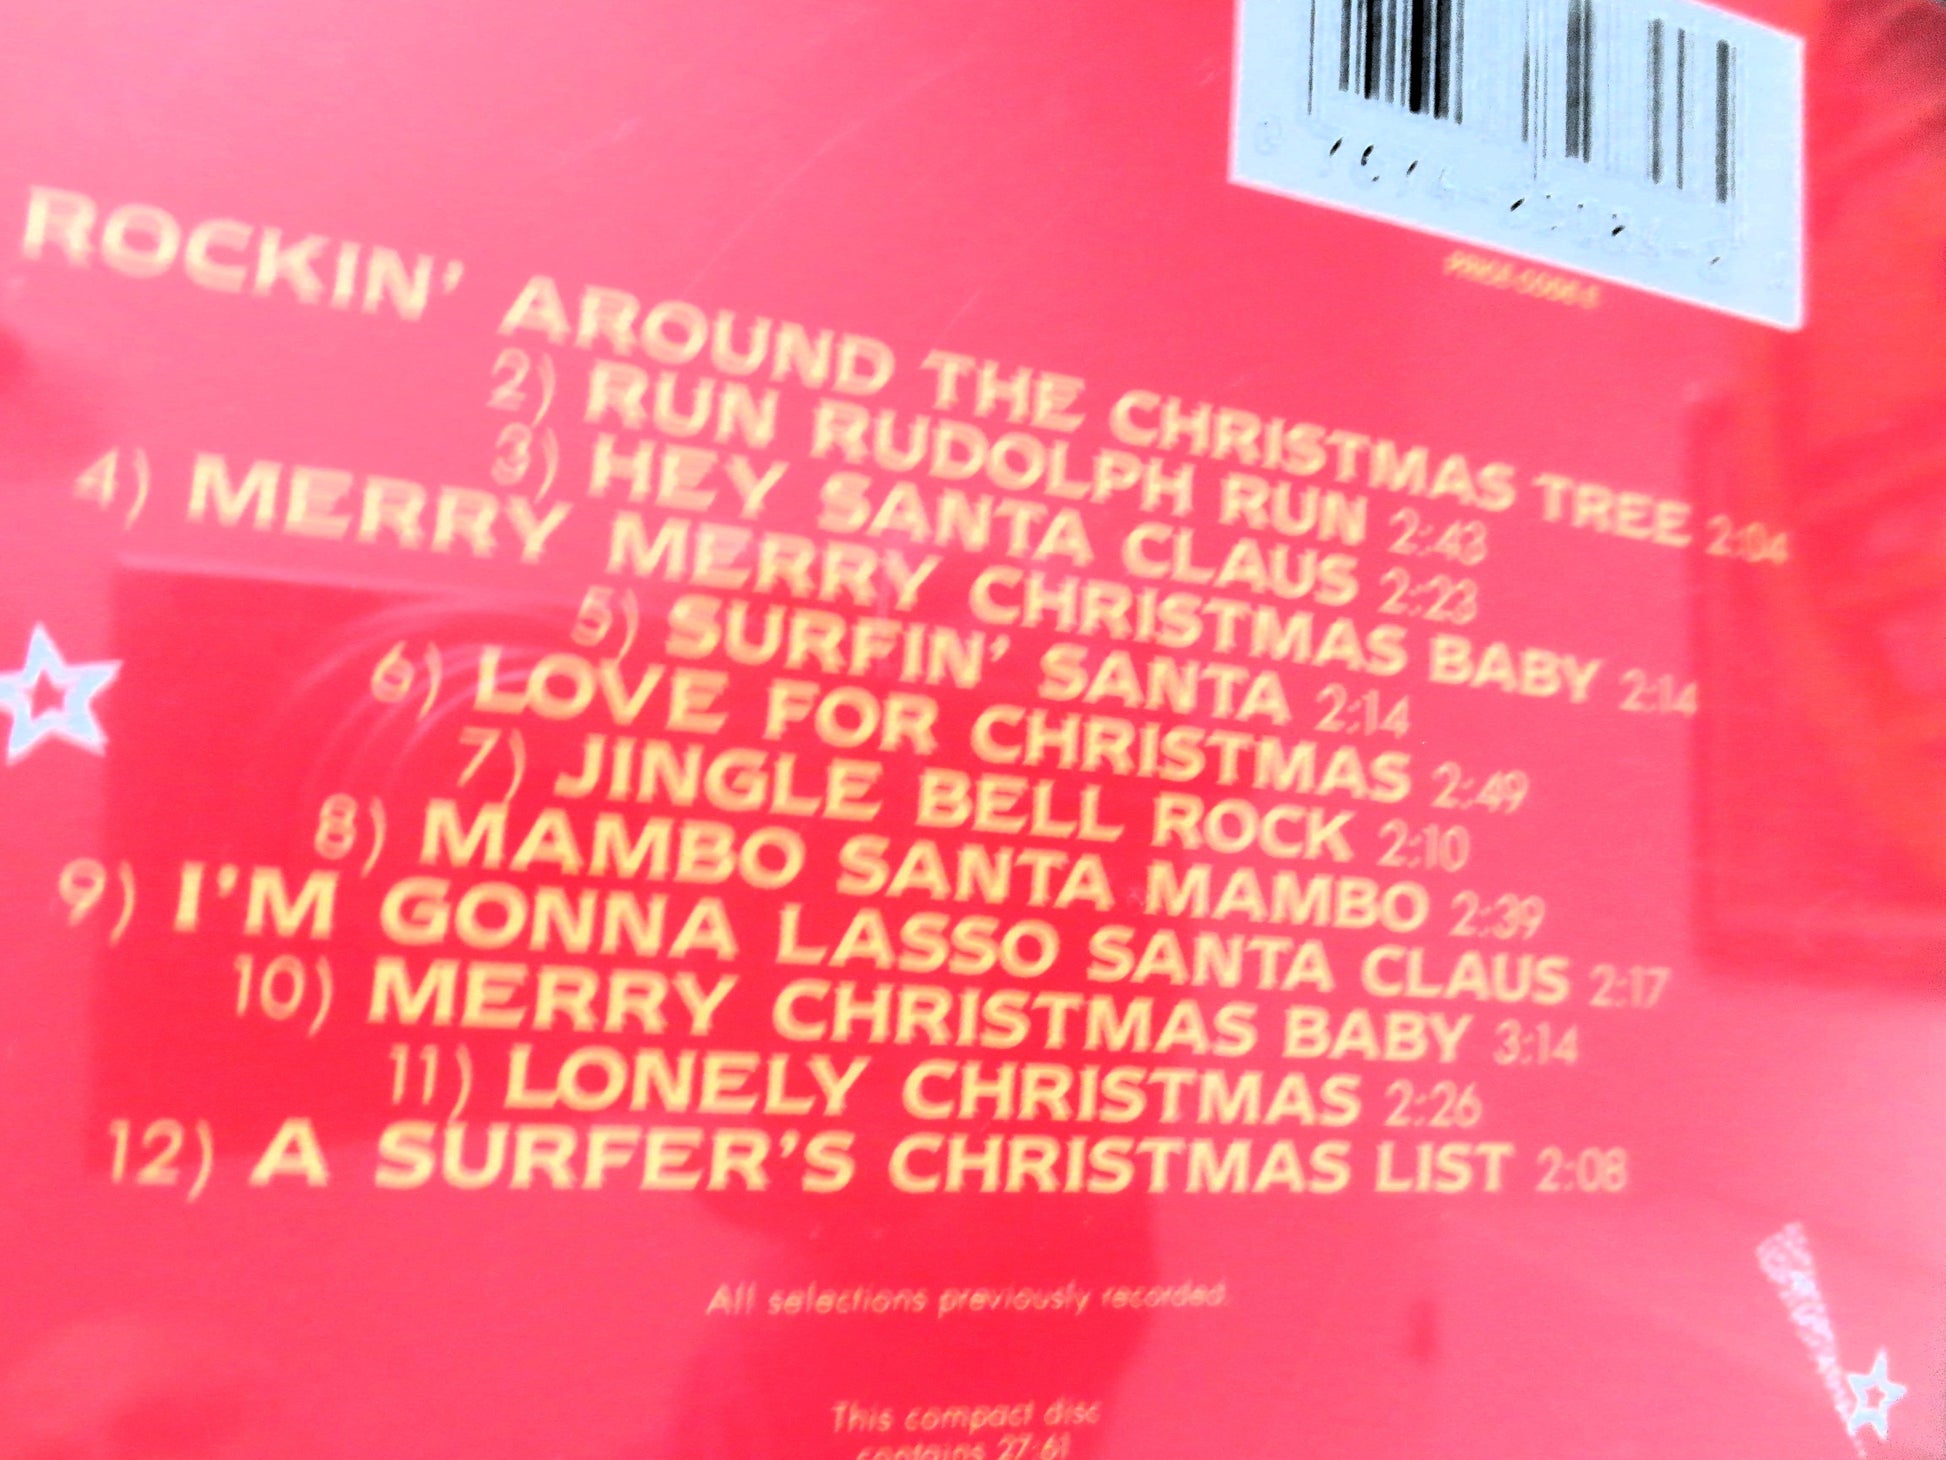 ROCKIN' AROUND THE CHRISTMAS TREE 2:04
2) RUN RUDOLPH RUN 2:43
3) HEY SANTA CLAUS 2:23
4) MERRY MERRY CHRISTMAS BABY 2:14
5) SURFIN' SANTA 2:14
6) LOVE FOR CHRISTMAS 2:49
7) JINGLE BELL ROCK 2:10
8) MAMBO SANTA MAMBO 2:39
9) I'M GONNA LASSO SANTA CLAUS 2:17
10) MERRY CHRISTMAS BABY 3:14
11) LONELY CHRISTMAS 2:26
12) A SURFER'S CHRISTMAS LIST 2:08
All selections previously recorded.
This compact disc
contains 27:61